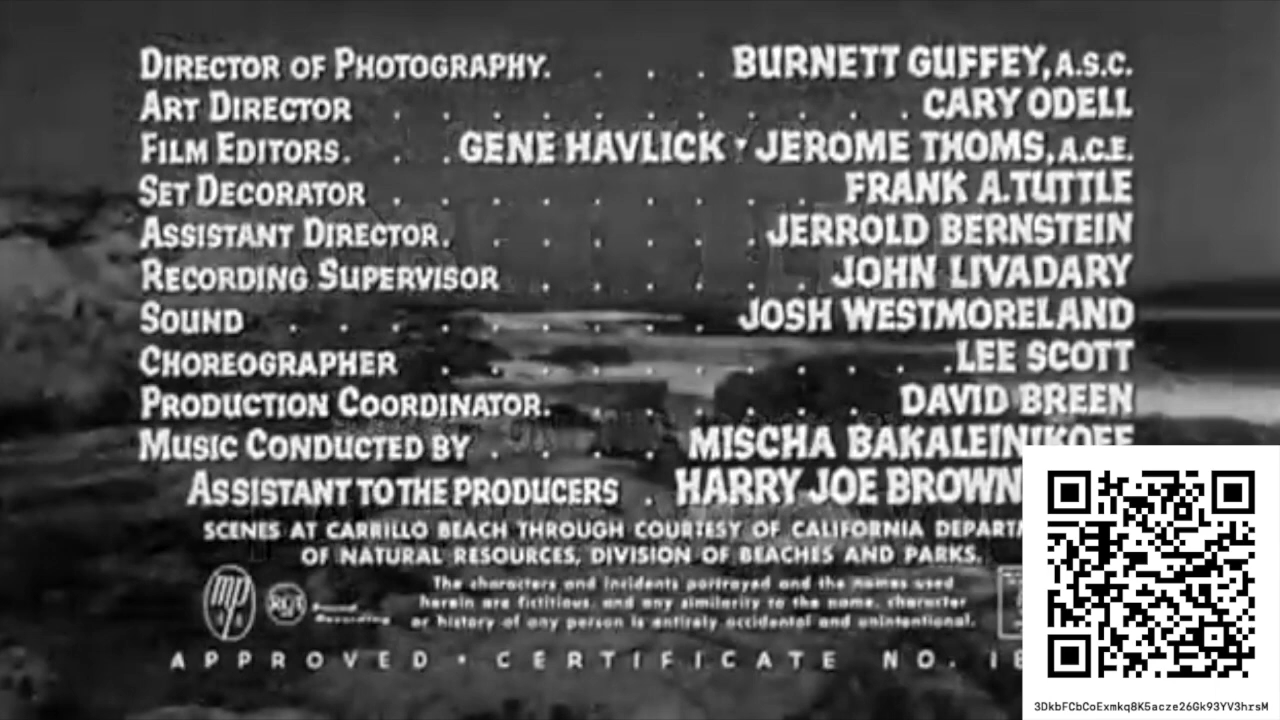 DIRECTOR OF PHOTOGRAPHY. . . . BURNETT GUFFEY, A.S.C.
ART DIRECTOR . . . . . . . . . . . CARY ODELL
FILM EDITORS. . . GENE HAVLICK · JEROME THOMS, A.C.E.
SET DECORATOR . . . . . . . . . FRANK A. TUTTLE
ASSISTANT DIRECTOR. . . . . . . JERROLD BERNSTEIN
RECORDING SUPERVISOR . . . . . . JOHN LIVADARY
SOUND . . . . . . . . . JOSH WESTMORELAND
CHOREOGRAPHER . . . . . . . . . . . LEE SCOTT
PRODUCTION COORDINATOR. . . . . . . DAVID BREEN
MUSIC CONDUCTED BY . . . . MISCHA BAKALEINIKOFF
ASSISTANT TO THE PRODUCERS . HARRY JOE BROWN
SCENES AT CARRILLO BEACH THROUGH COURTESY OF CALIFORNIA
OF NATURAL RESOURCES, DIVISION OF BEACHES AND PARKS.
The characters and incidents portrayed and the names used
herein are fictitious, and any similarity to the name, character
or history of any person is entirely accidental and unintentional.
MP
RCA Sound Recording
APPROVED · CERTIFICATE NO.
3DkbFCbCoExmkq8K5acze26Gk93YV3hrsM